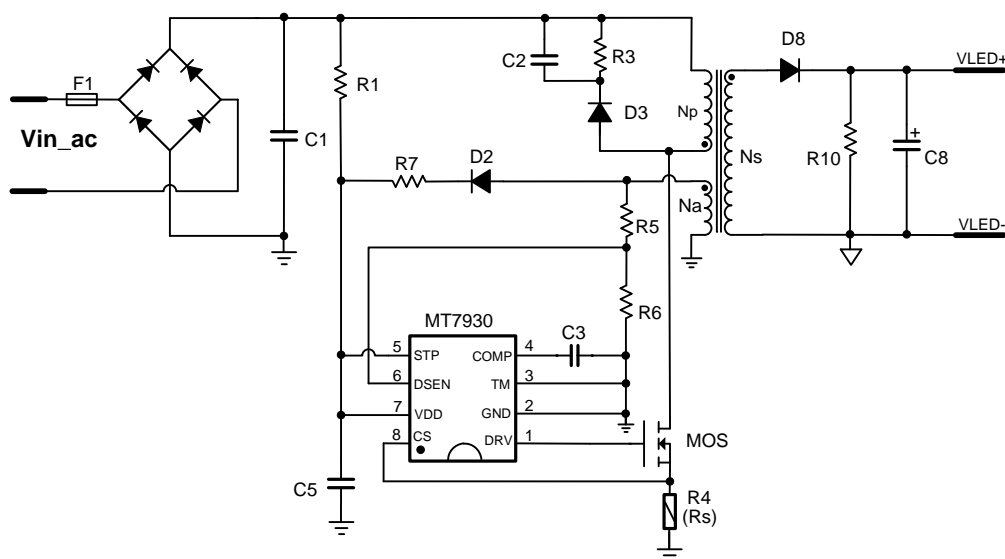 D8
VLED+
C2
R3
F1
R1
D3
Np
Vin_ac
C1
Ns
R10
+
C8
R7
D2
Na
R5
VLED-
R6
MT7930
C3
5
STP
COMP
4
6
DSEN
TM
3
7
VDD
GND
2
8
CS
DRV
1
MOS
C5
R4
(Rs)